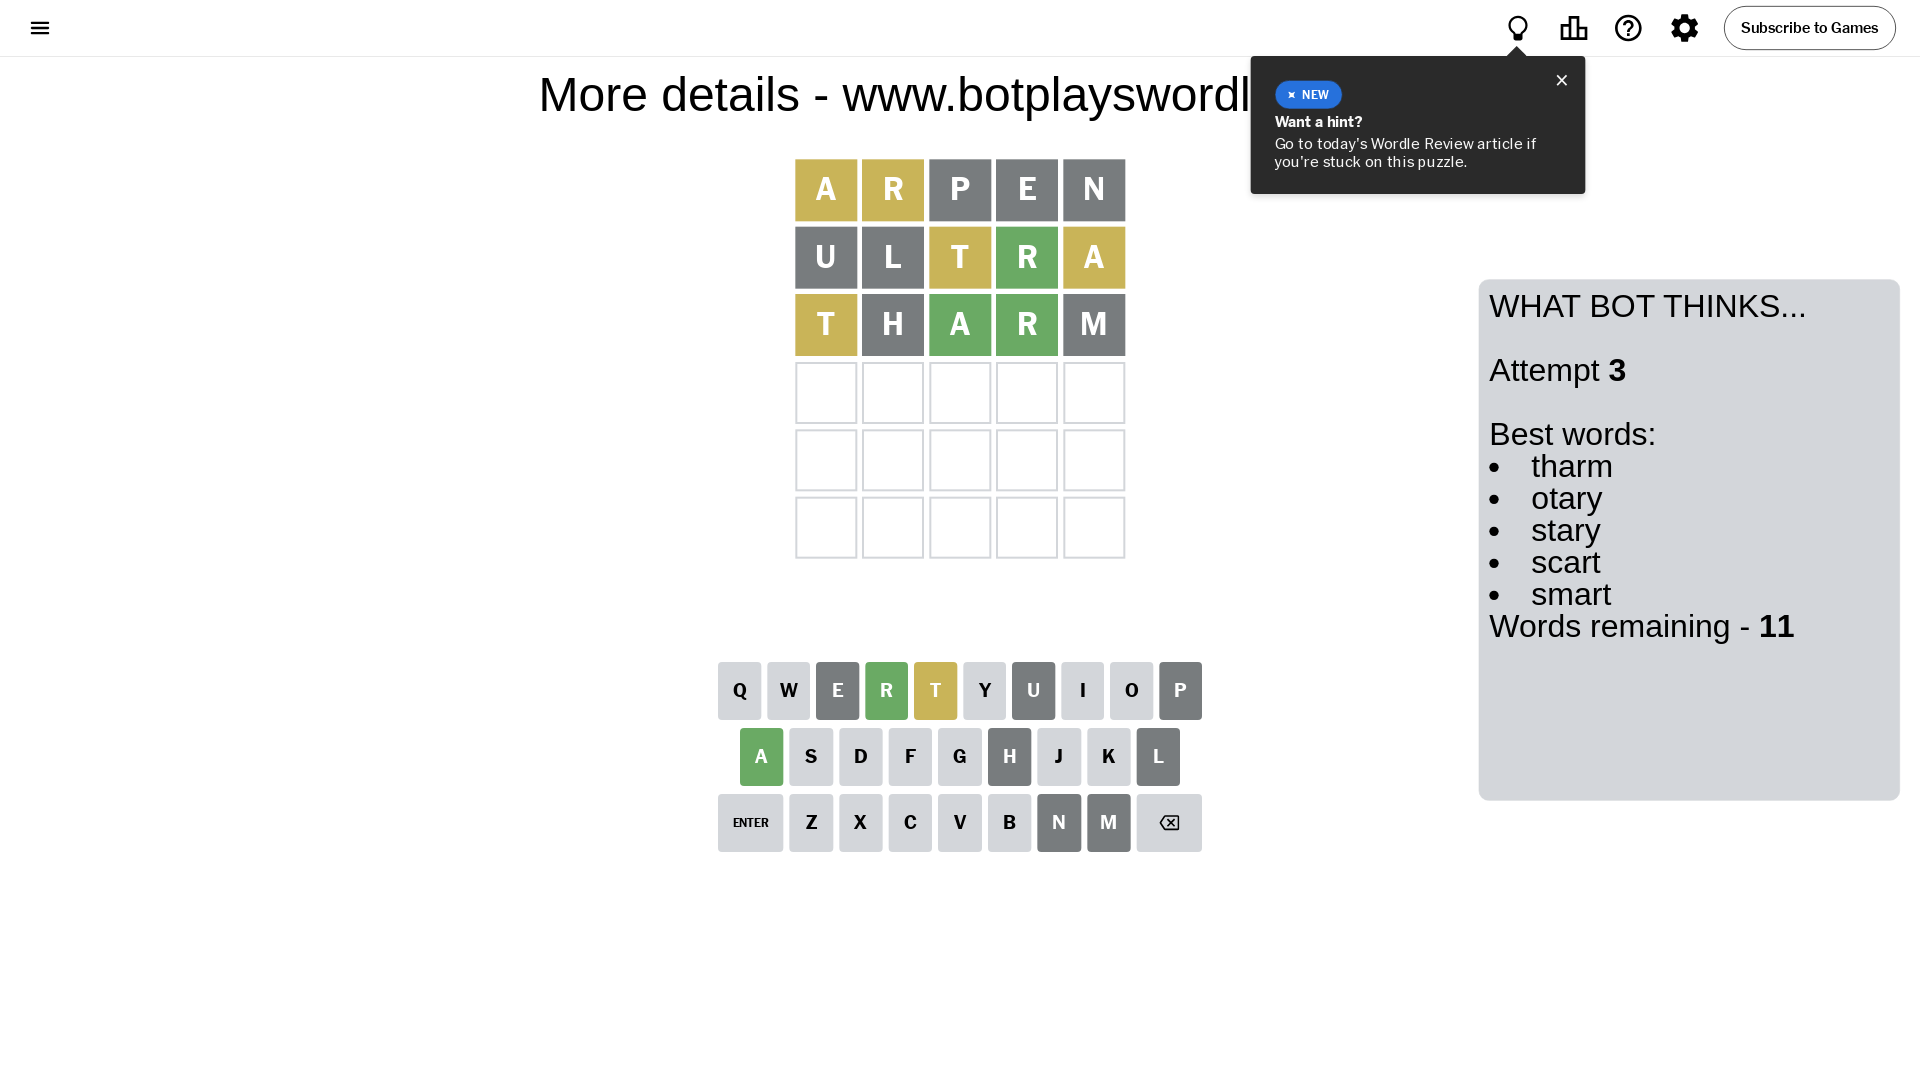 Subscribe to Games
More details - www.botplayswordl
NEW
Want a hint?
Go to today's Wordle Review article if
you're stuck on this puzzle.
A R P E N
U L T R A
T H A R M
WHAT BOT THINKS...
Attempt 3
Best words:
• tharm
• otary
• stary
• scart
• smart
Words remaining - 11
Q W E R T Y U I O P
A S D F G H J K L
ENTER Z X C V B N M